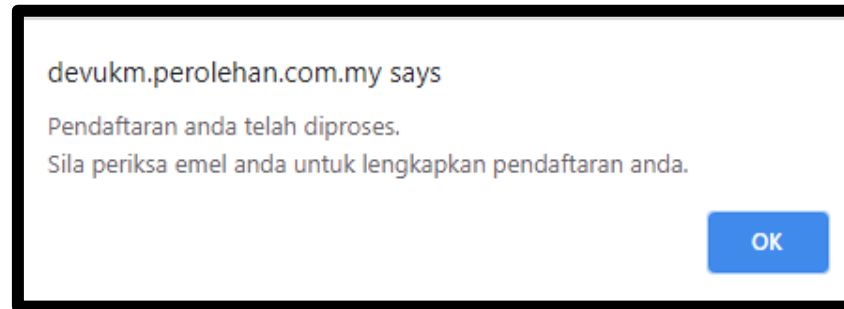 devukm.perolehan.com.my says
Pendaftaran anda telah diproses.
Sila periksa emel anda untuk lengkapkan pendaftaran anda.
OK